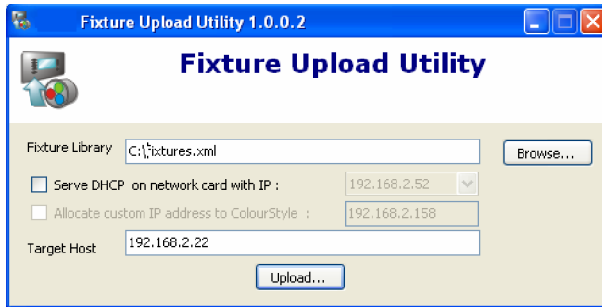 Fixture Upload Utility 1.0.0.2
Fixture Upload Utility
Fixture Library C:\fixtures.xml Browse...
Serve DHCP on network card with IP : 192.168.2.52
Allocate custom IP address to ColourStyle : 192.168.2.158
Target Host 192.168.2.22
Upload...